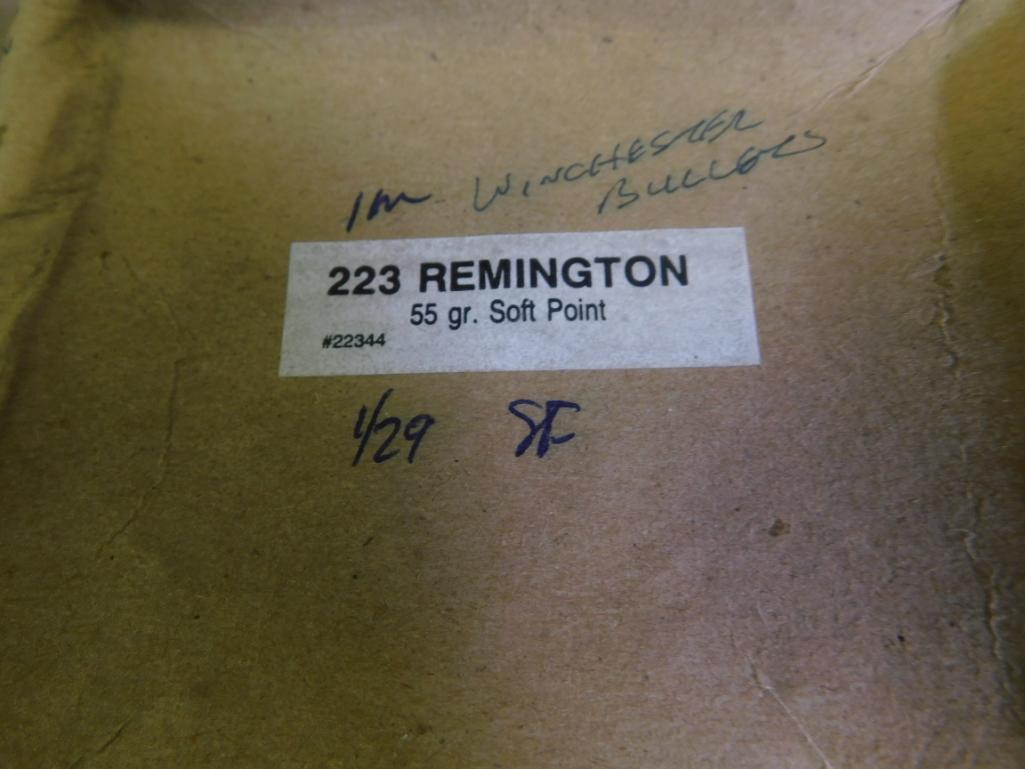 1M WINCHESTER
BULLETS
223 REMINGTON
55 gr. Soft Point
#22344
1/29 SF